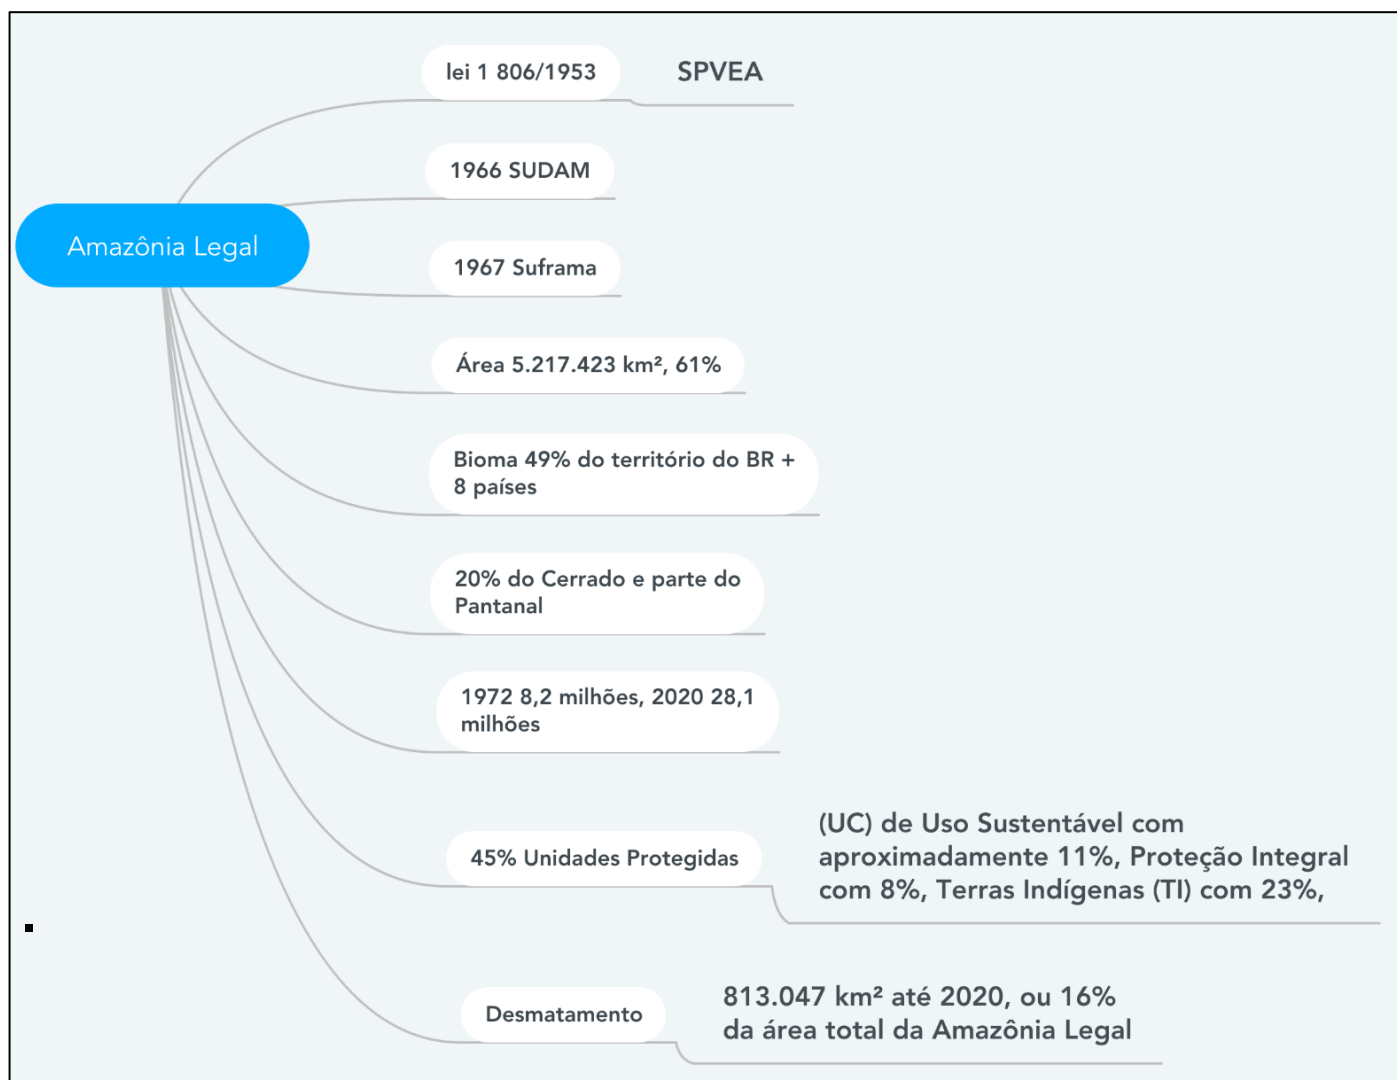 lei 1 806/1953
SPVEA
1966 SUDAM
Amazônia Legal
1967 Suframa
Área 5.217.423 km², 61%
Bioma 49% do território do BR +
8 países
20% do Cerrado e parte do
Pantanal
1972 8,2 milhões, 2020 28,1
milhões
45% Unidades Protegidas
(UC) de Uso Sustentável com
aproximadamente 11%, Proteção Integral
com 8%, Terras Indígenas (TI) com 23%,
Desmatamento
813.047 km² até 2020, ou 16%
da área total da Amazônia Legal